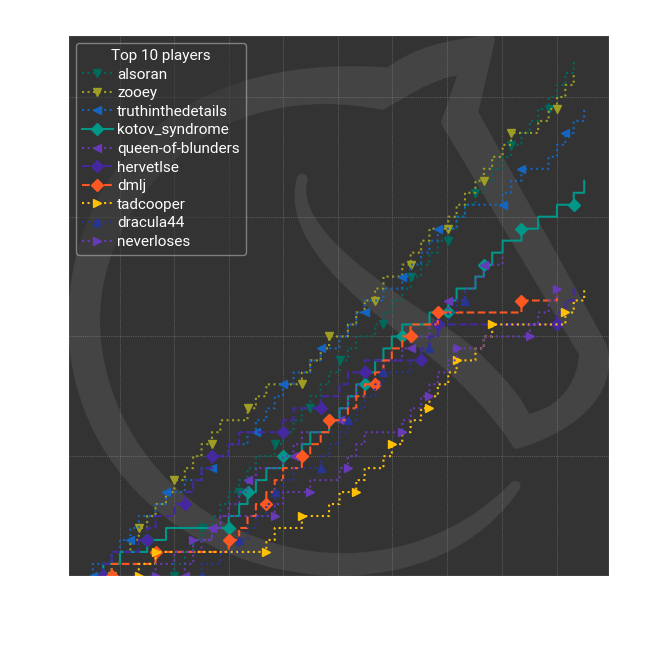 Top 10 players
alsoran
zooey
truthinthedetails
kotov_syndrome
queen-of-blunders
hervetlse
dmlj
tadcooper
dracula44
neverloses